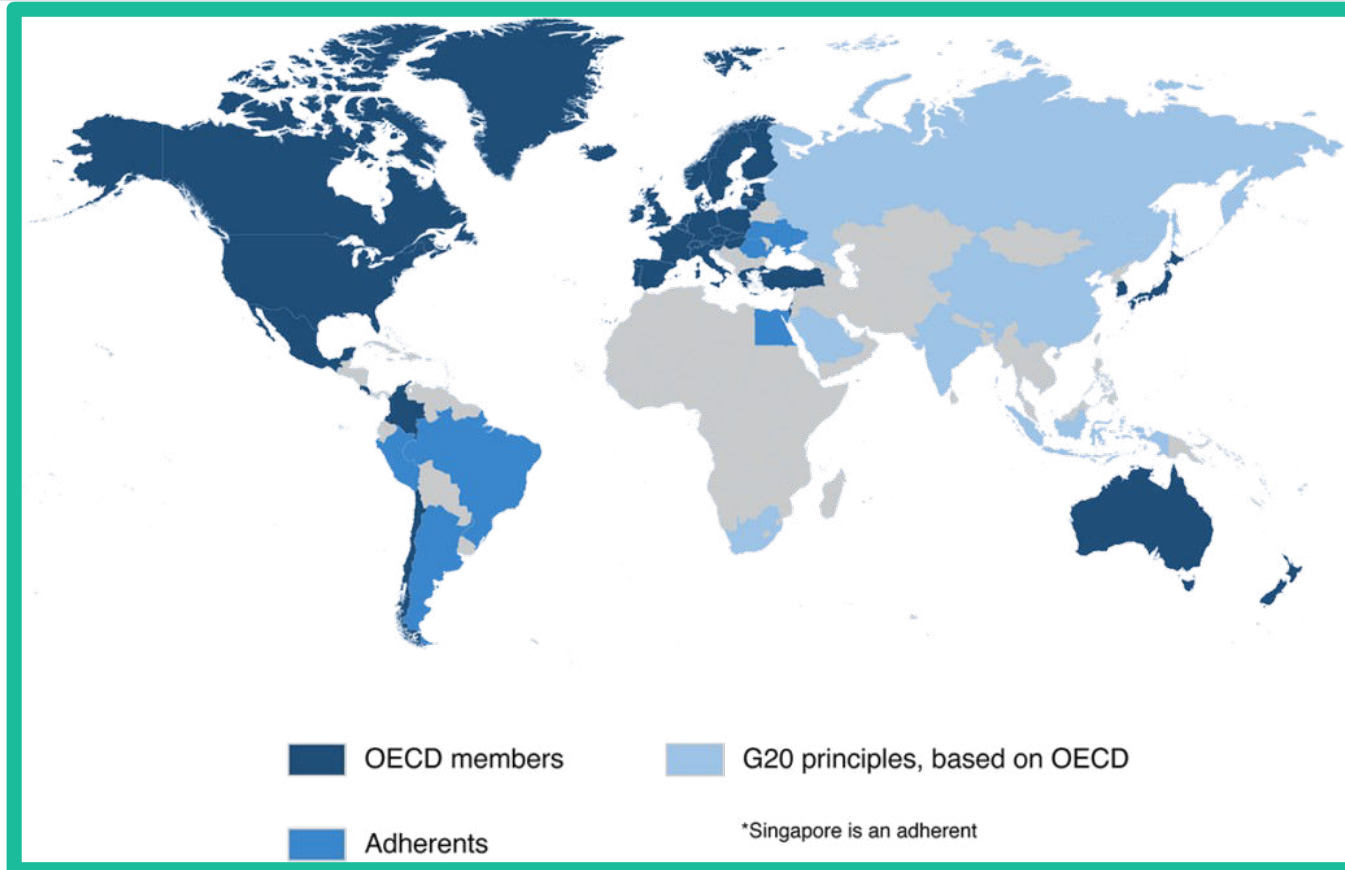 OECD members
G20 principles, based on OECD
Adherents
*Singapore is an adherent